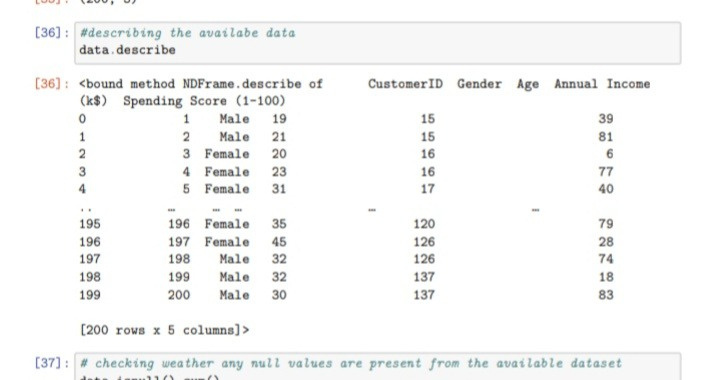 [36]: #describing the availabe data
data.describe
[36]: <bound method NDFrame.describe of CustomerID Gender Age Annual Income
(k$) Spending Score (1-100)
0 1 Male 19 15 39
1 2 Male 21 15 81
2 3 Female 20 16 6
3 4 Female 23 16 77
4 5 Female 31 17 40
.. … … … … …
195 196 Female 35 120 79
196 197 Female 45 126 28
197 198 Male 32 126 74
198 199 Male 32 137 18
199 200 Male 30 137 83
[200 rows x 5 columns]>
[37]: # checking weather any null values are present from the available dataset